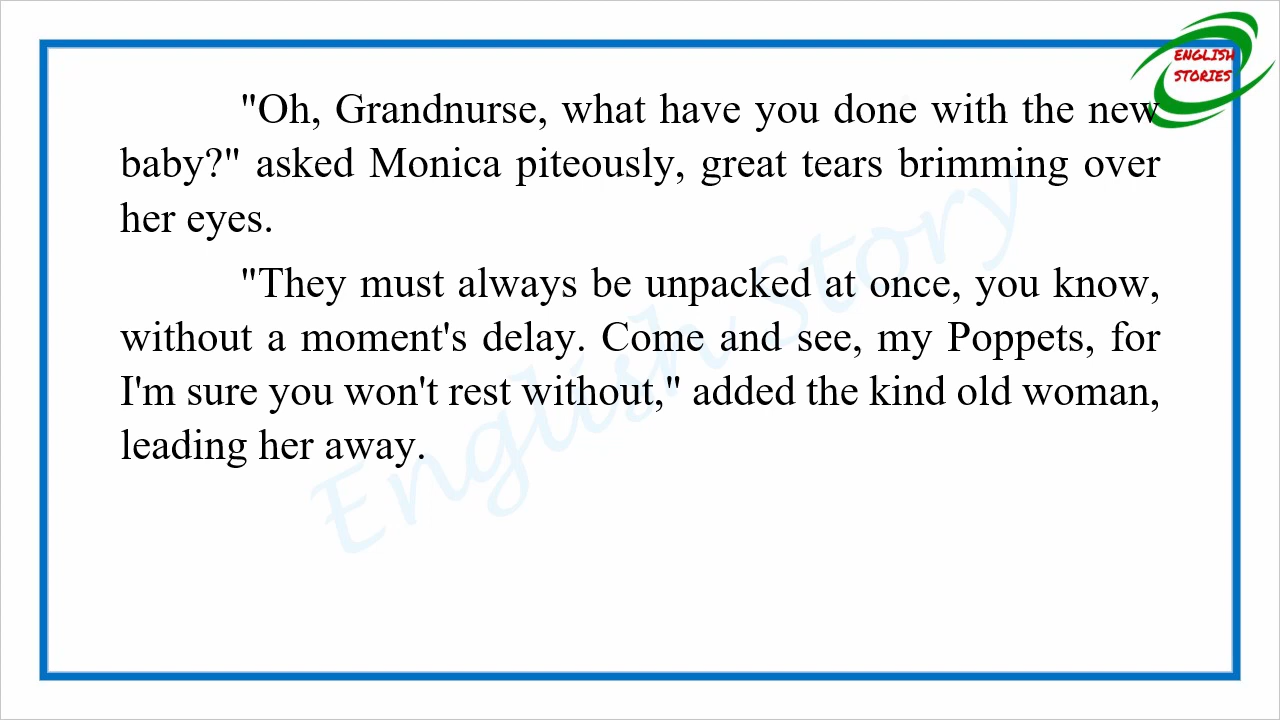 ENGLISH
STORIES
"Oh, Grandnurse, what have you done with the new
baby?" asked Monica piteously, great tears brimming over
her eyes.
"They must always be unpacked at once, you know,
without a moment's delay. Come and see, my Poppets, for
I'm sure you won't rest without," added the kind old woman,
leading her away.
English Story